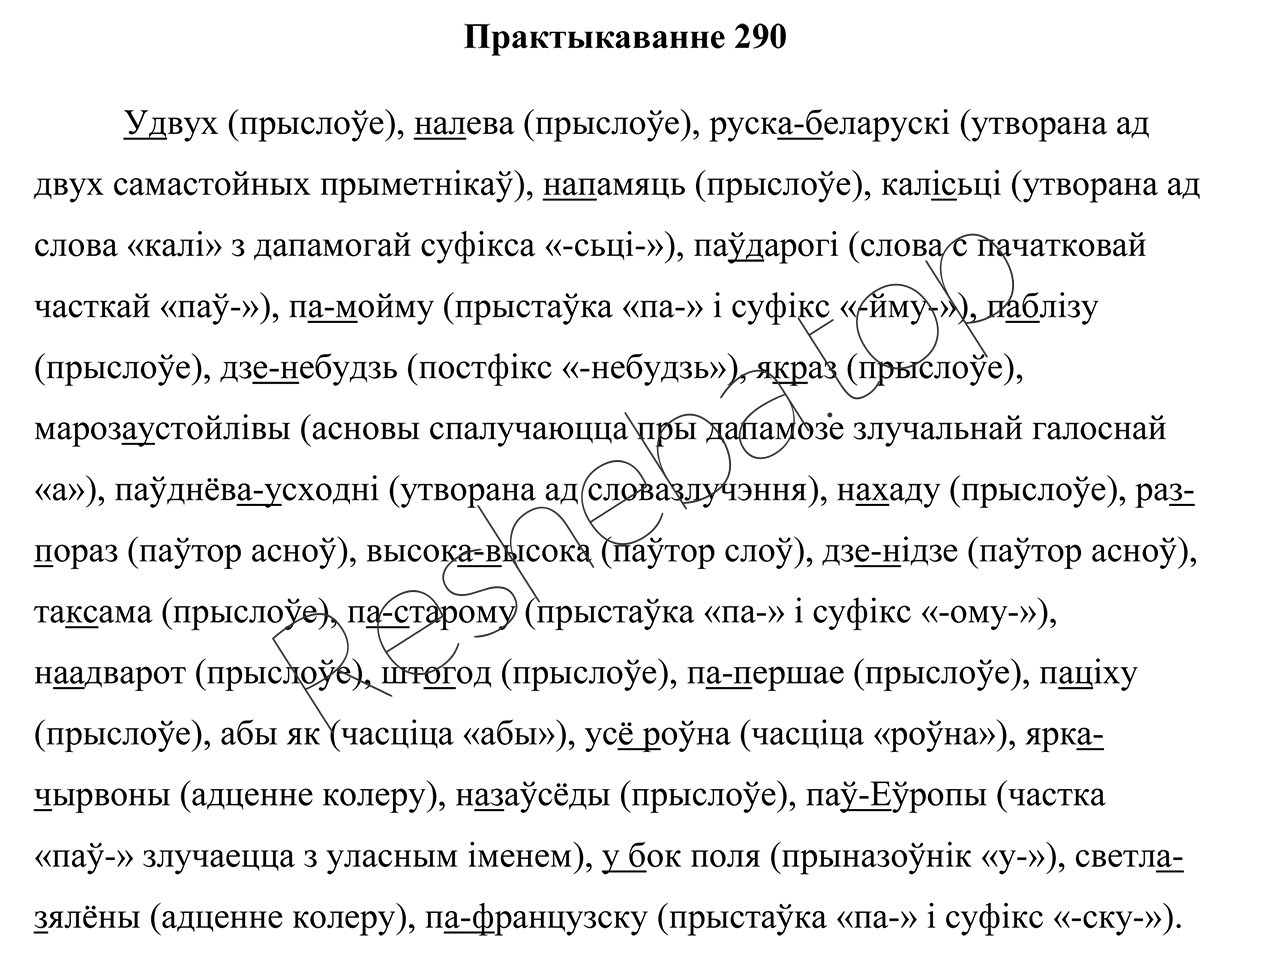 Практыкаванне 290
Удвух (прыслоўе), налева (прыслоўе), руска-беларускі (утворана ад
двух самастойных прыметнікаў), напамяць (прыслоўе), калісьці (утворана ад
слова «калі» з дапамогай суфікса «-сьці-»), паўдарогі (слова с пачатковай
часткай «паў-»), па-мойму (прыстаўка «па-» і суфікс «-йму-»), паблізу
(прыслоўе), дзе-небудзь (постфікс «-небудзь»), якраз (прыслоўе),
марозаустойлівы (асновы спалучаюцца пры дапамозе злучальнай галоснай
«а»), паўднёва-усходні (утворана ад словазлучэння), нахаду (прыслоўе), раз-
пораз (паўтор асноў), высока-высока (паўтор слоў), дзе-нідзе (паўтор асноў),
таксама (прыслоўе), па-старому (прыстаўка «па-» і суфікс «-ому-»),
наадварот (прыслоўе), штогод (прыслоўе), па-першае (прыслоўе), паціху
(прыслоўе), абы як (часціца «абы»), усё роўна (часціца «роўна»), ярка-
чырвоны (адценне колеру), назаўсёды (прыслоўе), паў-Еўропы (частка
«паў-» злучаецца з уласным іменем), у бок поля (прыназоўнік «у-»), светла-
зялёны (адценне колеру), па-французску (прыстаўка «па-» і суфікс «-ску-»).
Resheba.top